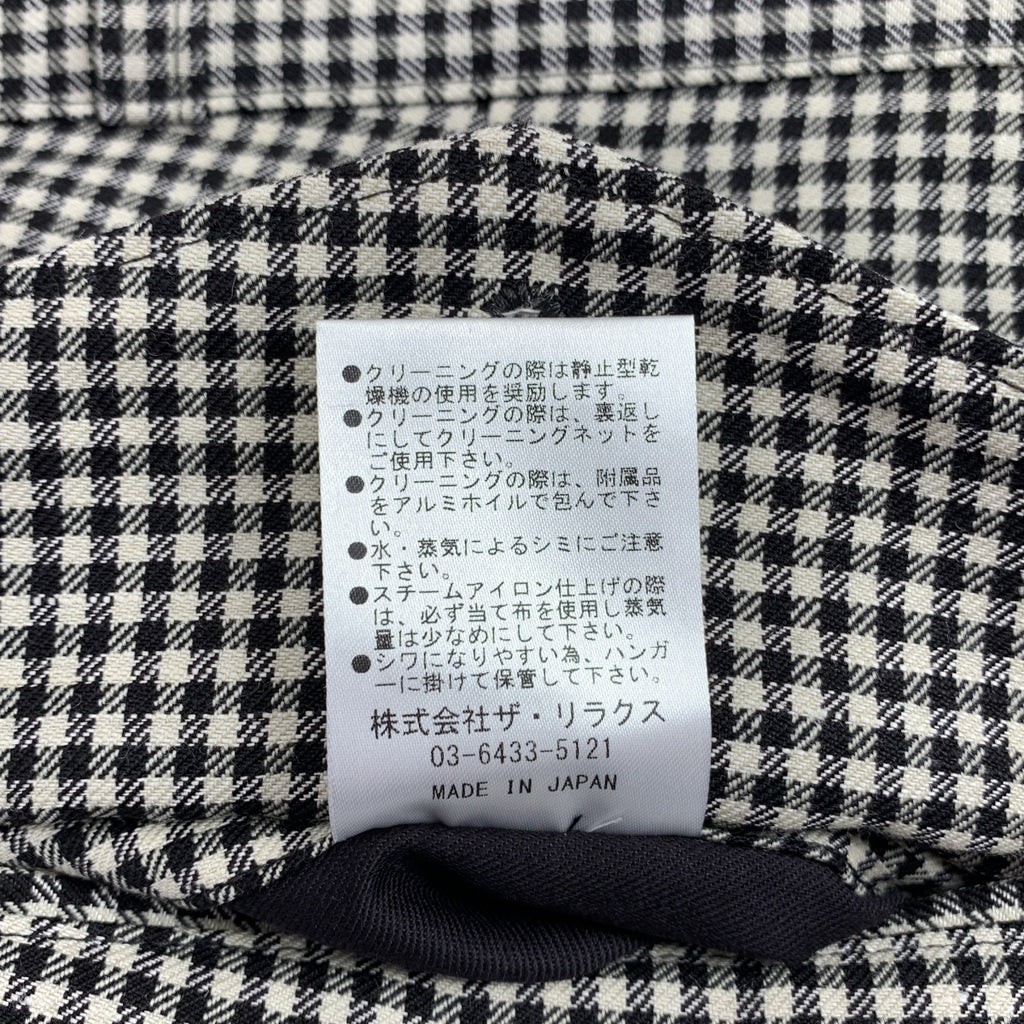 ●クリーニングの際は静止型乾
燥機の使用を奨励します。
●クリーニングの際は、裏返し
にしてクリーニングネットを
ご使用下さい。
●クリーニングの際は、附属品
をアルミホイルで包んで下さ
い。
●水・蒸気によるシミにご注意
下さい。
●スチームアイロン仕上げの際
は、必ず当て布を使用し蒸気
量は少なめにして下さい。
●シワになりやすい為、ハンガ
ーに掛けて保管して下さい。
株式会社ザ・リラクス
03-6433-5121
MADE IN JAPAN